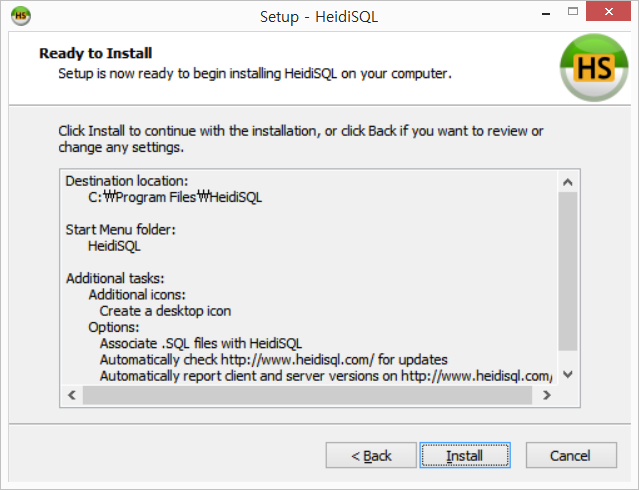 HS
Setup - HeidiSQL
Ready to Install
Setup is now ready to begin installing HeidiSQL on your computer.
HS
Click Install to continue with the installation, or click Back if you want to review or
change any settings.
Destination location:
C:₩Program Files₩HeidiSQL
Start Menu folder:
HeidiSQL
Additional tasks:
Additional icons:
Create a desktop icon
Options:
Associate .SQL files with HeidiSQL
Automatically check http://www.heidisql.com/ for updates
Automatically report client and server versions on http://www.heidisql.com/
< Back
Install
Cancel